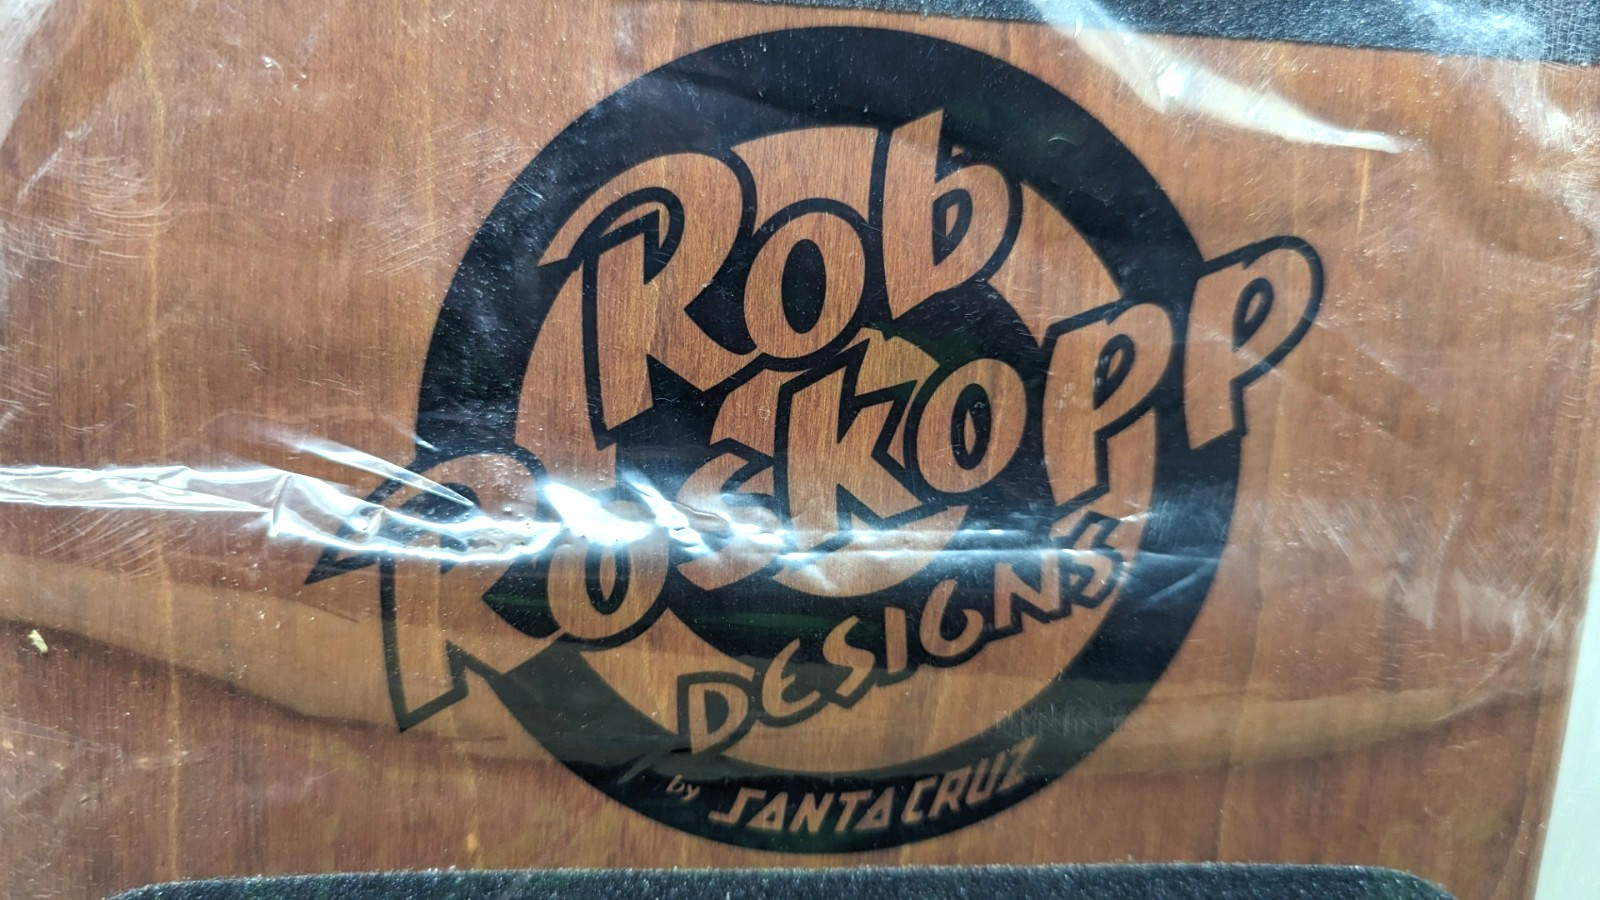 Rob
Roskopp
DESIGNS
by SANTA CRUZ